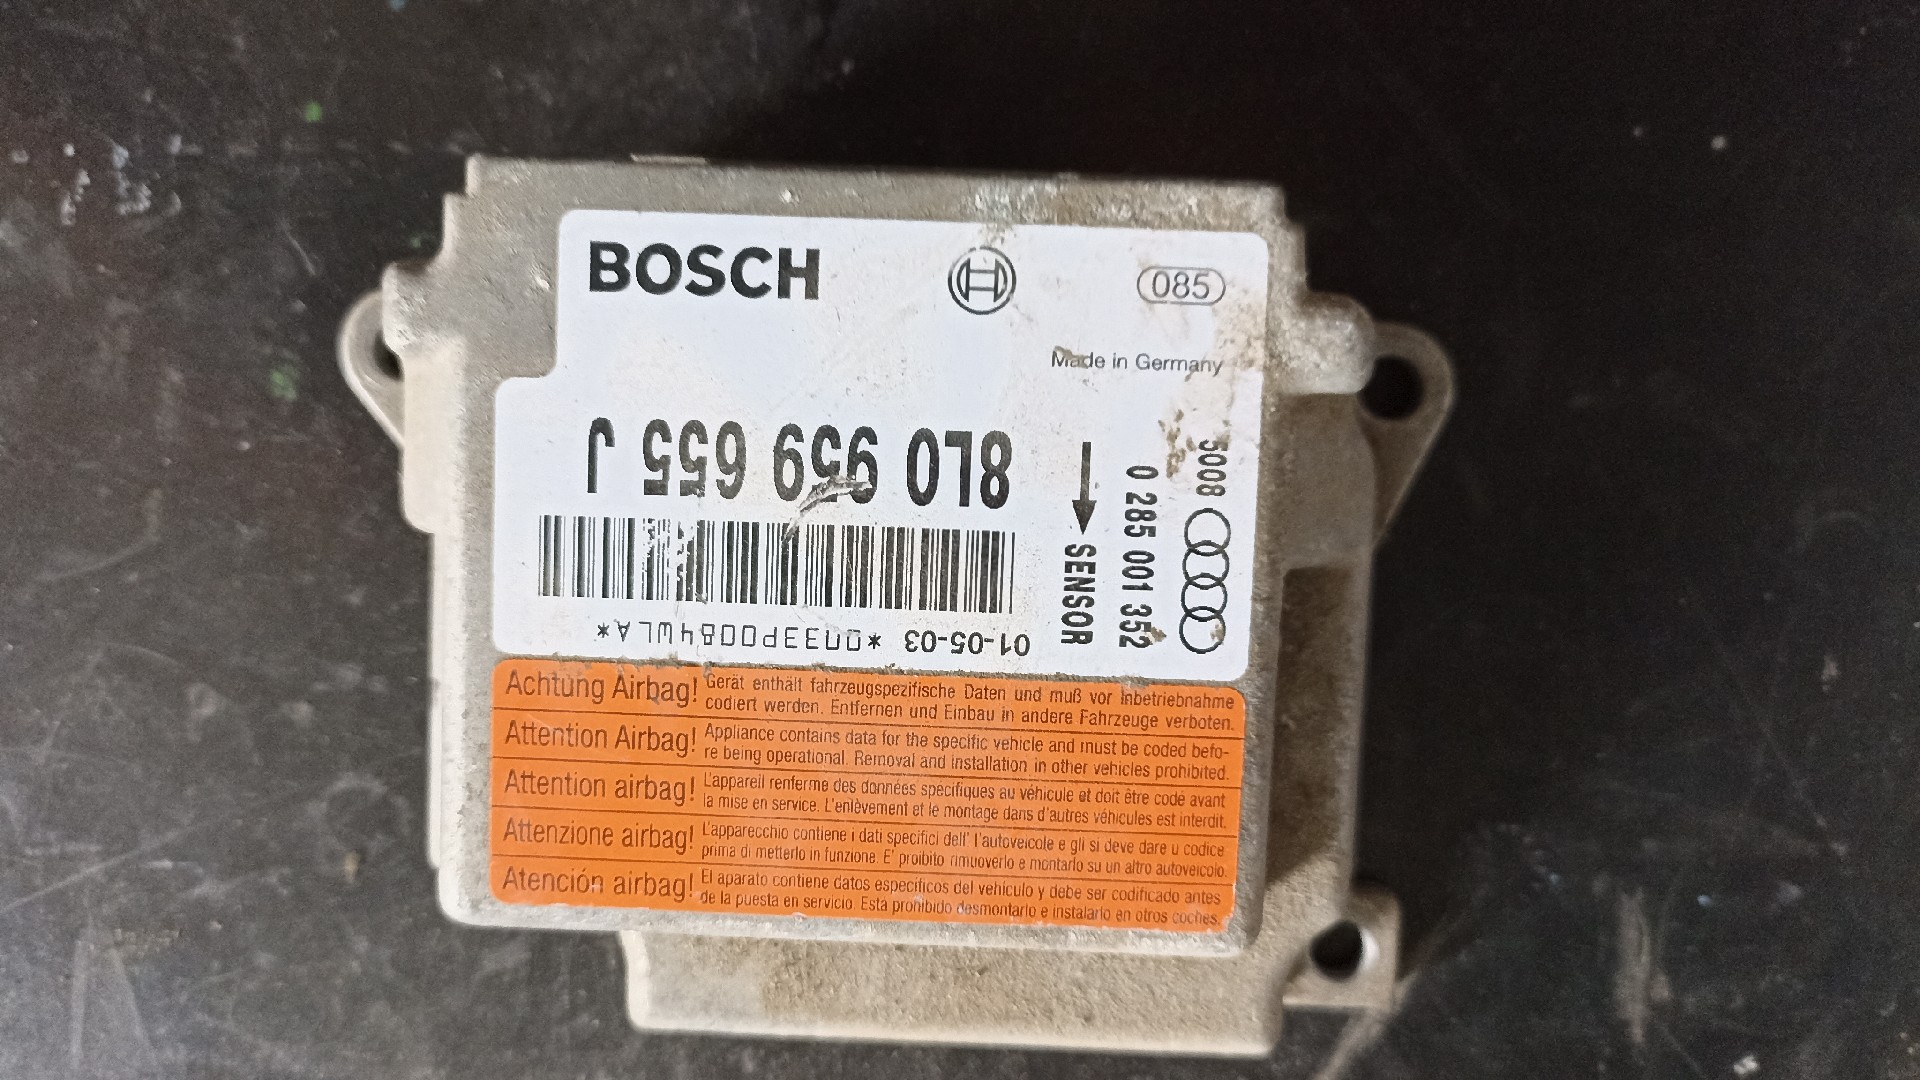 BOSCH
085
Made in Germany
8L0 959 655 J
01-05-03
SENSOR
0 285 001 352
5008
Achtung Airbag! Gerät enthält fahrzeugspezifische Daten und muß vor Inbetriebnahme
codiert werden. Entfernen und Einbau in andere Fahrzeuge verboten.
Attention Airbag! Appliance contains data for the specific vehicle and must be coded befo-
re being operational. Removal and installation in other vehicles prohibited.
Attention airbag! L'appareil renferme des données spécifiques au véhicule et doit être codé avant
la mise en service. L'enlèvement et le montage dans d'autres véhicules est interdit.
Attenzione airbag! L'apparecchio contiene i dati specifici dell' l'autoveicolo e gli si deve dare u codice
prima di metterlo in funzione. E' proibito rimuoverlo e montarlo su un altro autoveicolo.
Atención airbag! El aparato contiene datos específicos del vehículo y debe ser codificado antes
de la puesta en servicio. Está prohibido desmontarlo e instalarlo en otros coches.